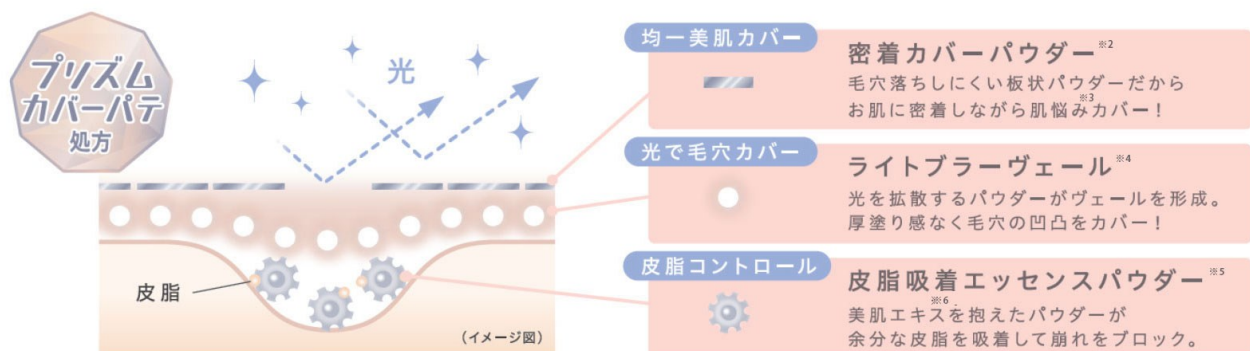 プリズム
カバーパテ
処方
光
皮脂
(イメージ図)
均一美肌カバー
密着カバーパウダー※2
毛穴落ちしにくい板状パウダーだから
お肌に密着しながら肌悩み※3カバー！
光で毛穴カバー
ライトブラーヴェール※4
光を拡散するパウダーがヴェールを形成。
厚塗り感なく毛穴の凹凸をカバー！
皮脂コントロール
皮脂吸着エッセンスパウダー※5
美肌エキス※6を抱えたパウダーが
余分な皮脂を吸着して崩れをブロック。